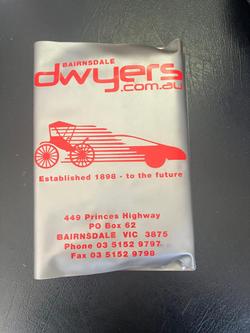 BAIRNSDALE
dwyers
.com.au
Established 1898 - to the future
449 Princes Highway
PO Box 62
BAIRNSDALE VIC 3875
Phone 03 5152 9797
Fax 03 5152 9798